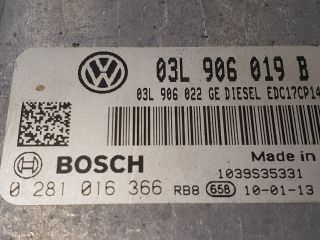 03L 906 019 B
03L 906 022 GE DIESEL EDC17CP14
BOSCH
Made in
1039S35331
0 281 016 366 RB8 658 10-01-13